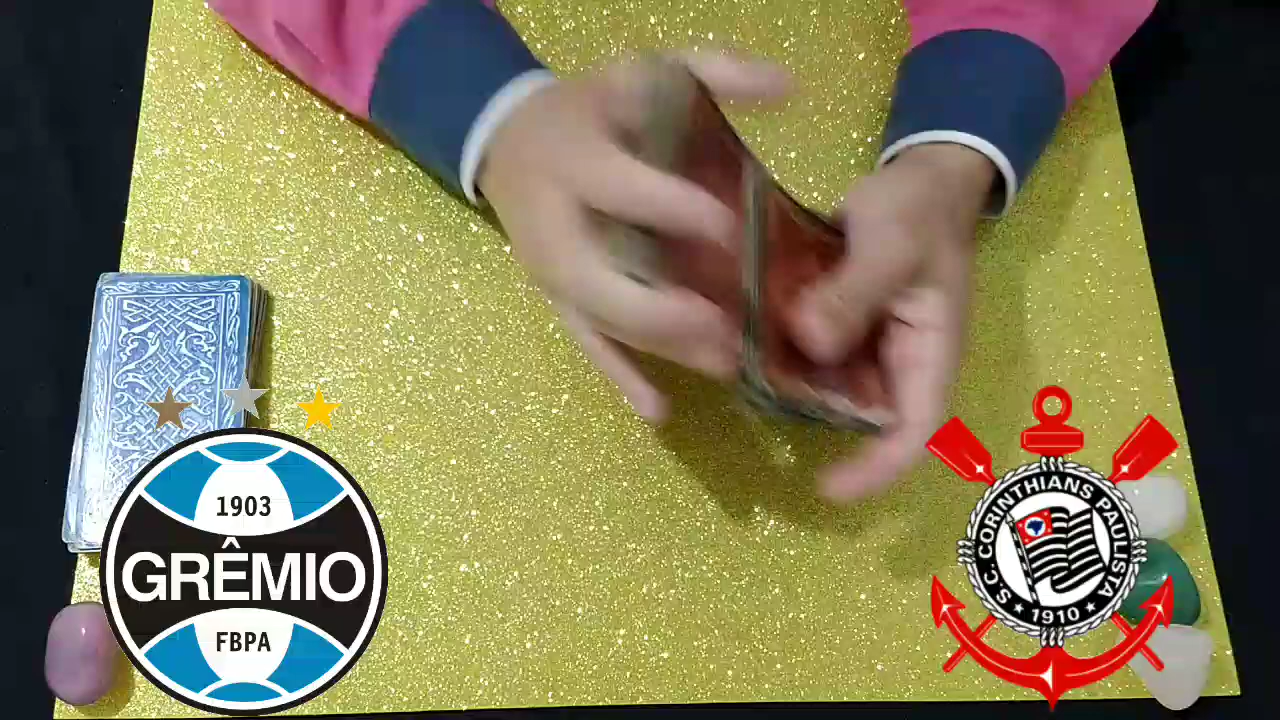 1903
GRÊMIO
FBPA
S.C. CORINTHIANS PAULISTA
★ 1910 ★